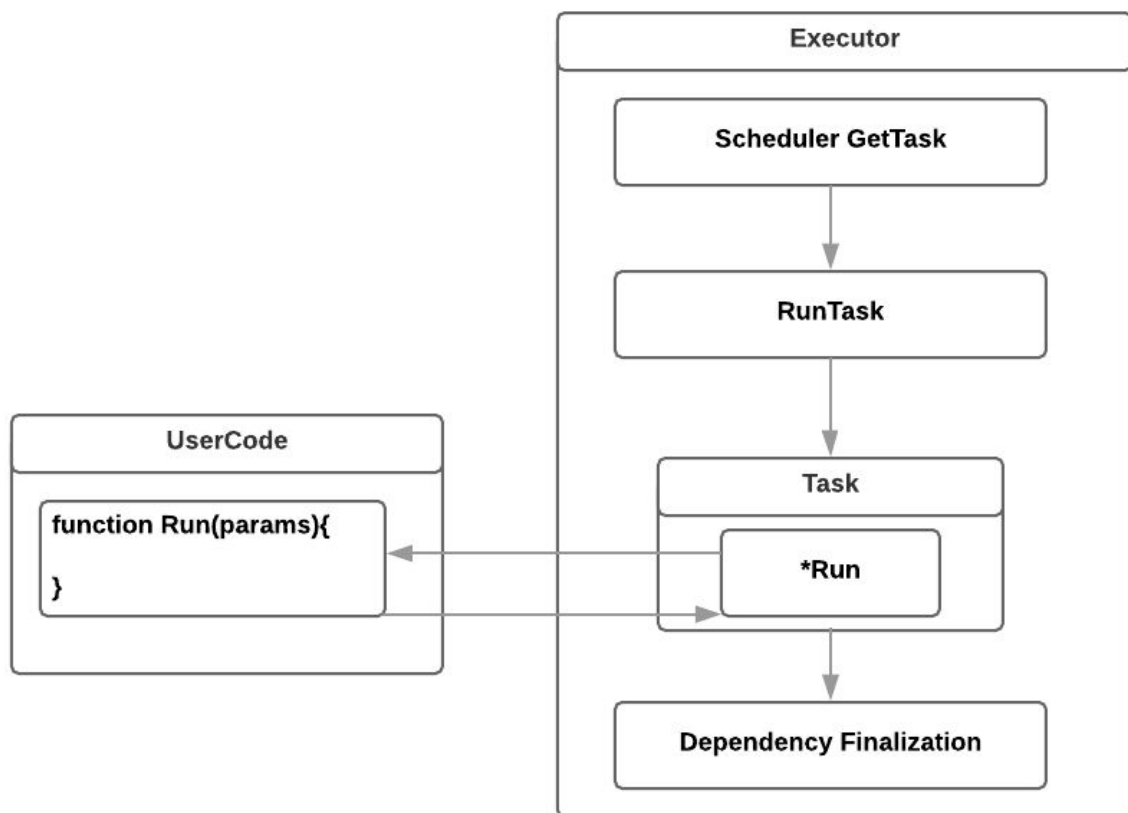 Executor
Scheduler GetTask
RunTask
UserCode
function Run(params){
}
Task
*Run
Dependency Finalization